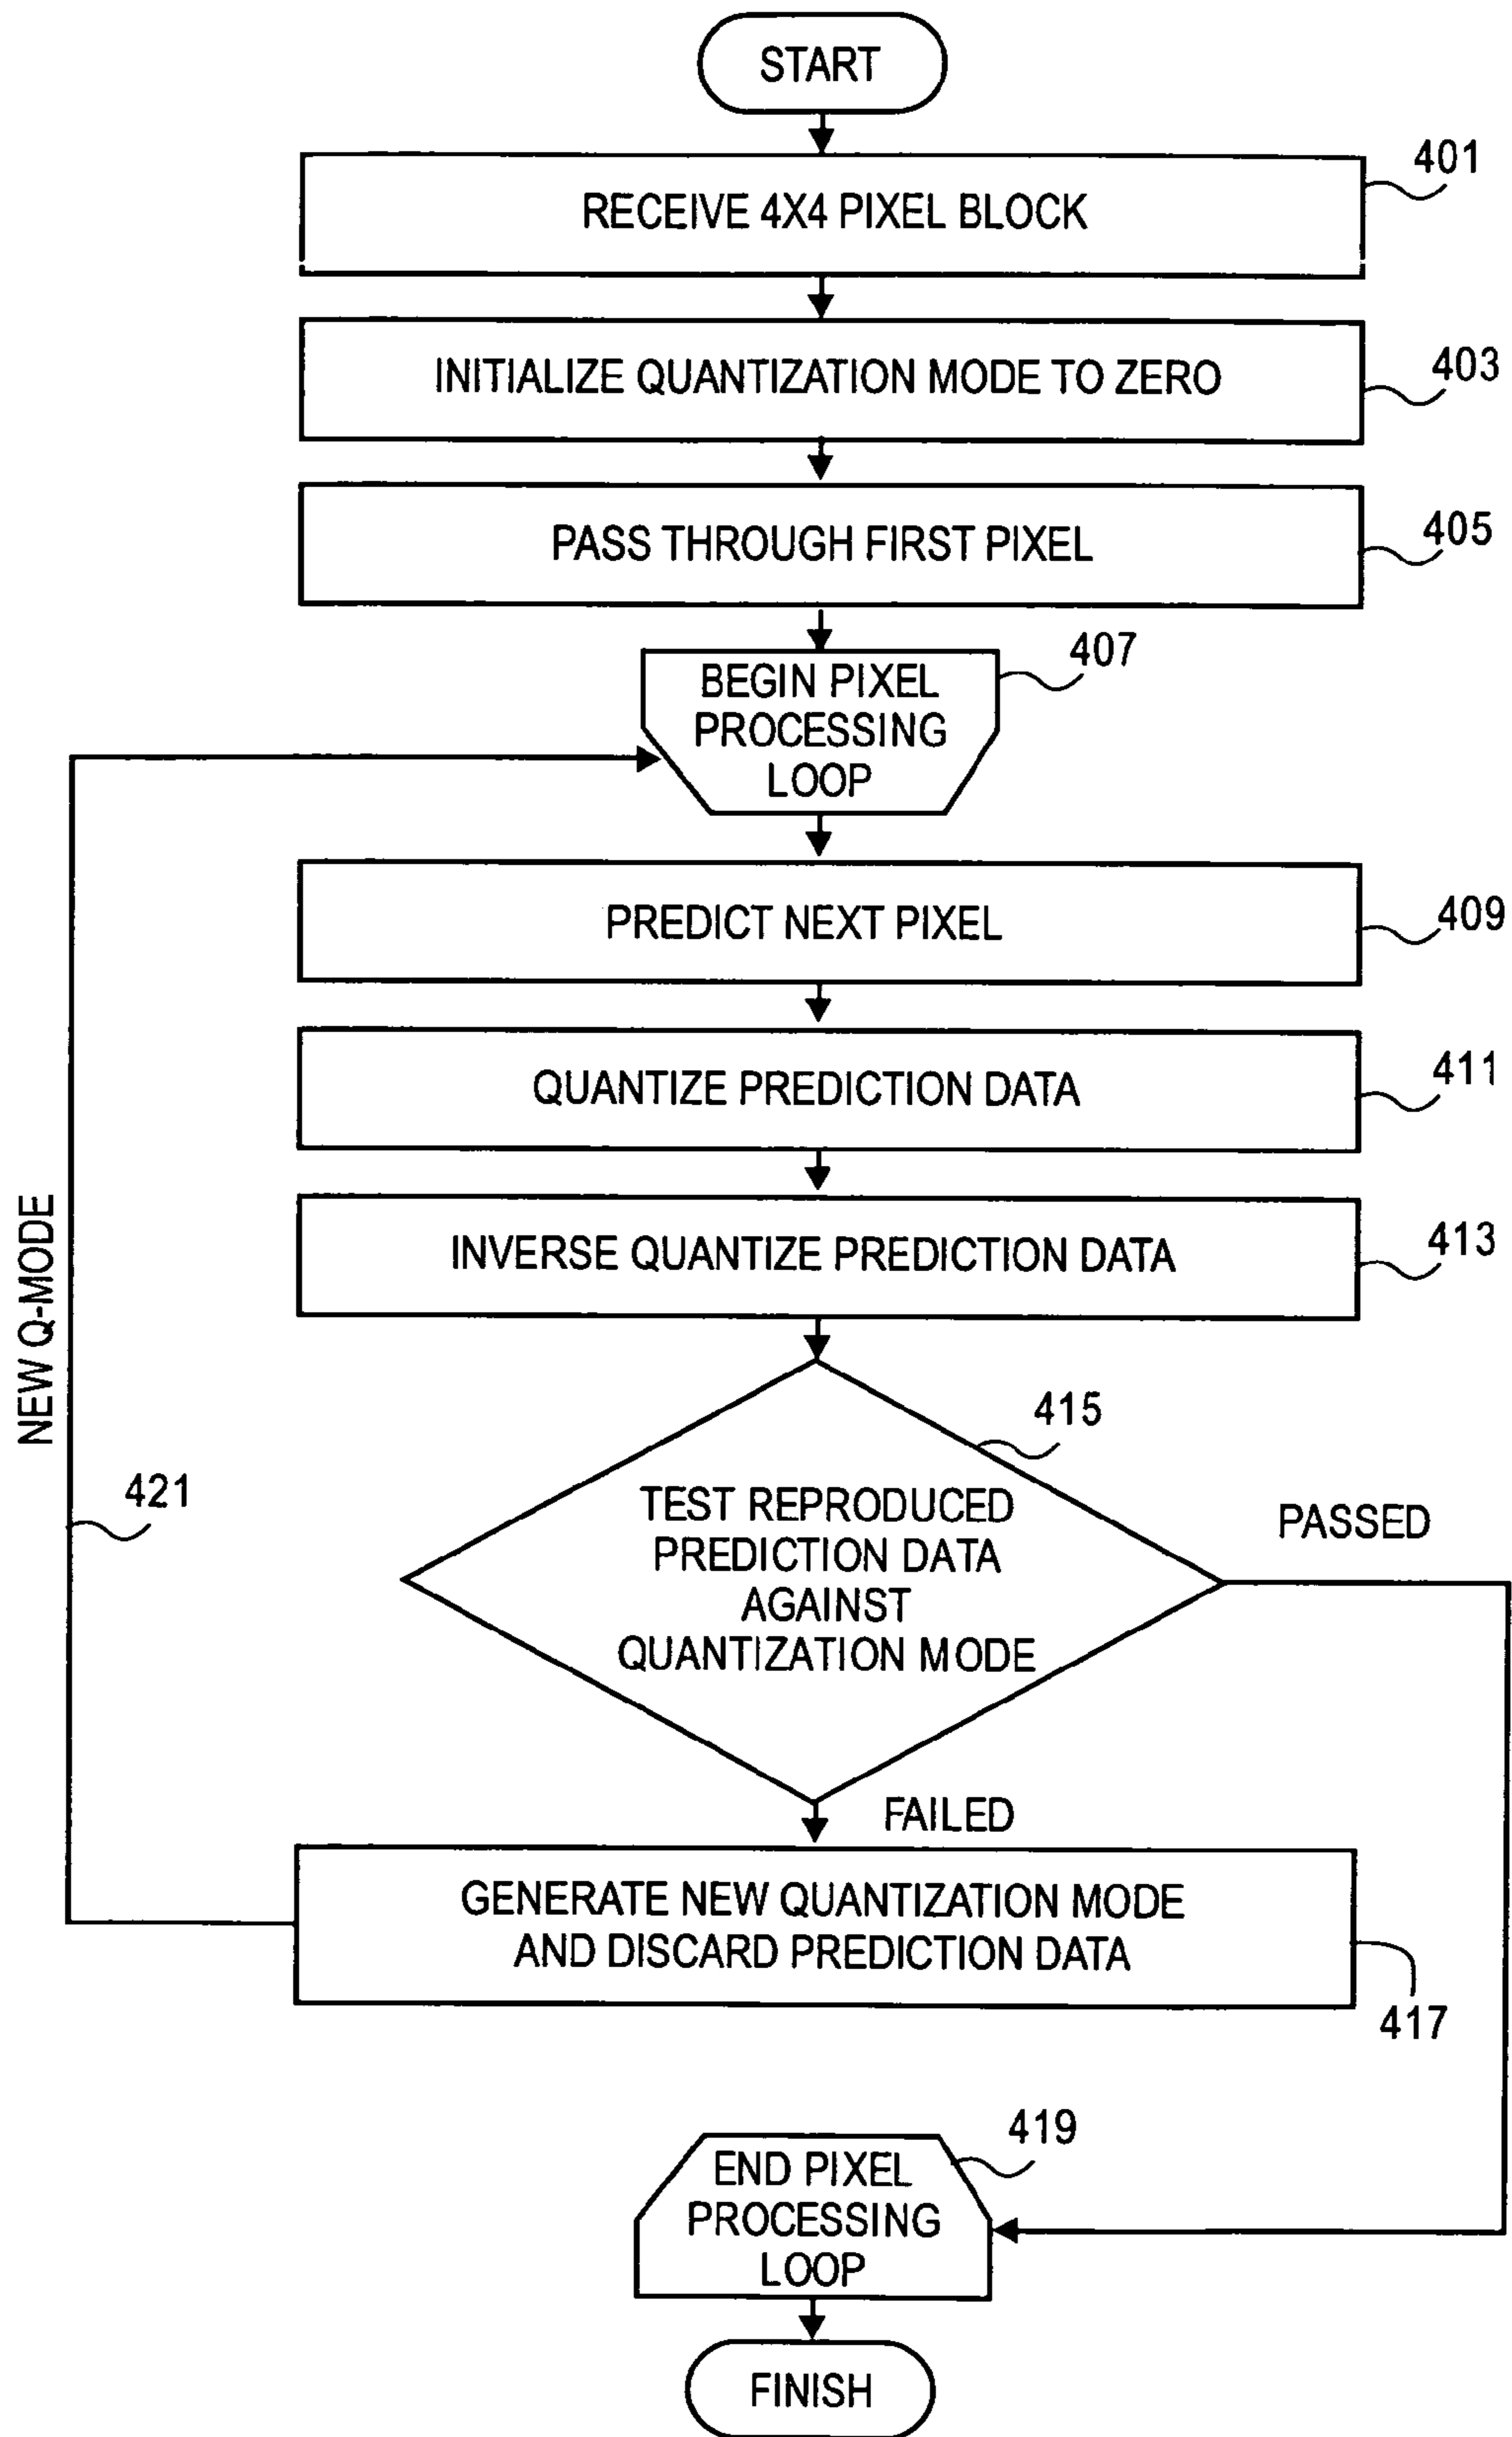 START
401
RECEIVE 4X4 PIXEL BLOCK
403
INITIALIZE QUANTIZATION MODE TO ZERO
405
PASS THROUGH FIRST PIXEL
407
BEGIN PIXEL
PROCESSING
LOOP
409
PREDICT NEXT PIXEL
411
QUANTIZE PREDICTION DATA
413
INVERSE QUANTIZE PREDICTION DATA
NEW Q-MODE
421
415
TEST REPRODUCED
PREDICTION DATA
AGAINST
QUANTIZATION MODE
PASSED
FAILED
GENERATE NEW QUANTIZATION MODE
AND DISCARD PREDICTION DATA
417
419
END PIXEL
PROCESSING
LOOP
FINISH